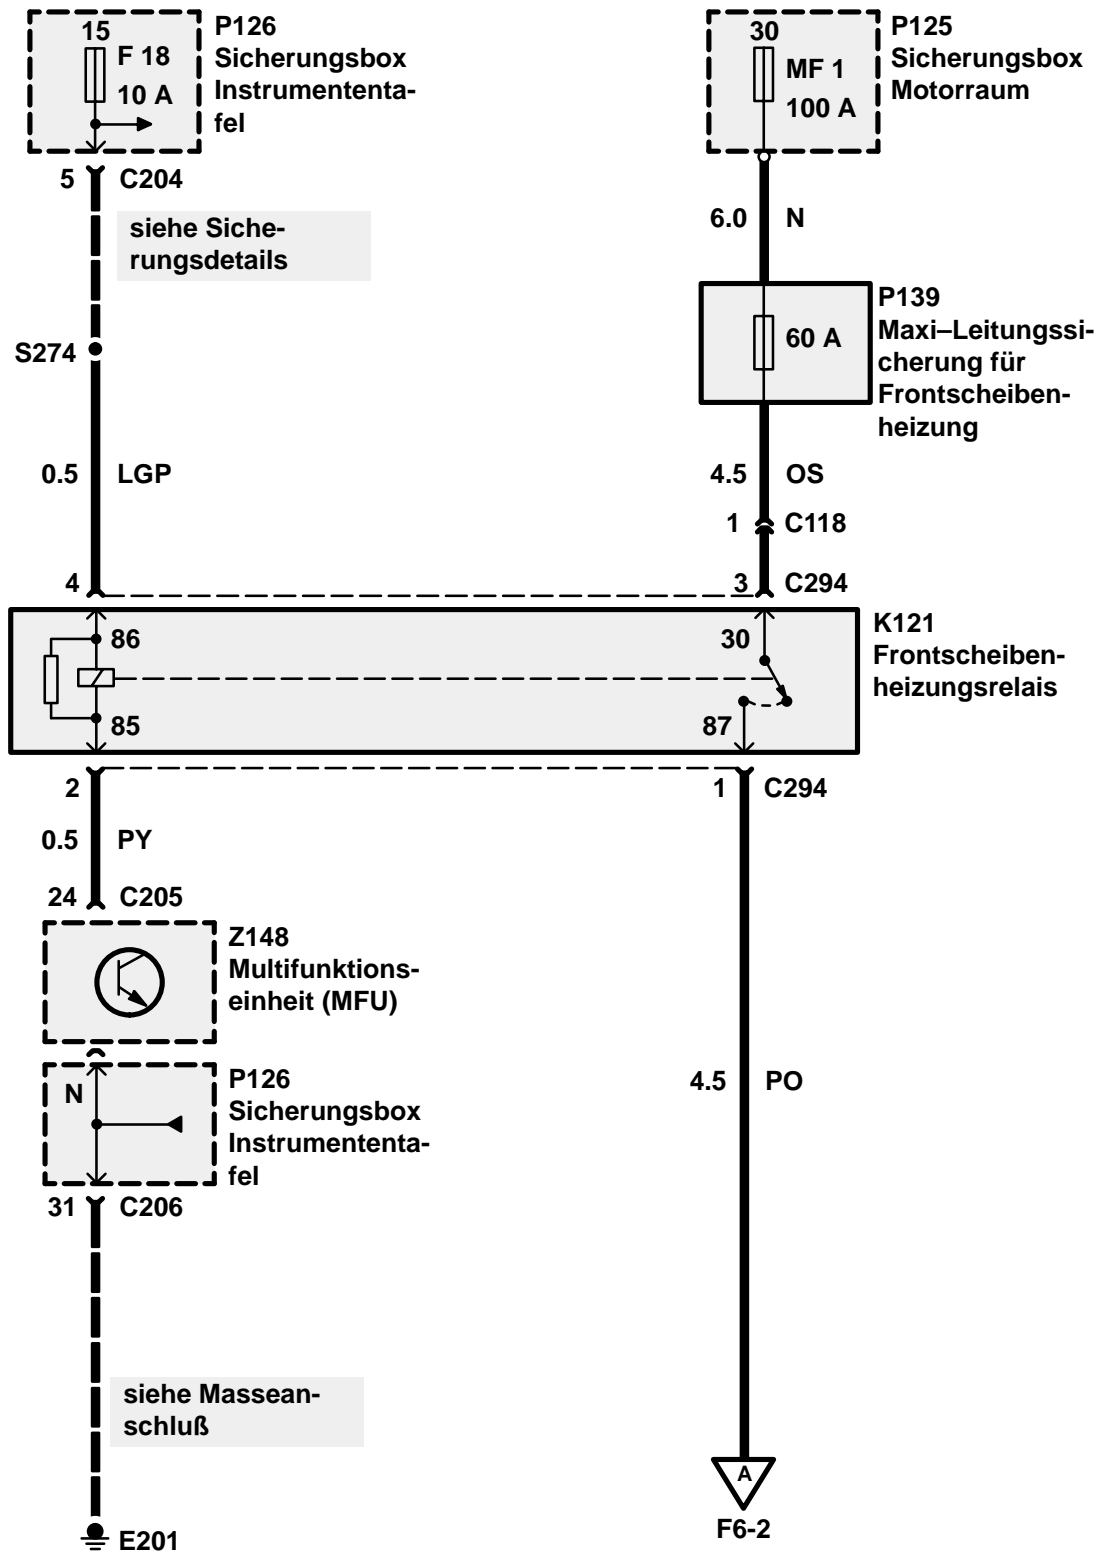 15
F 18
10 A
P126
Sicherungsbox
Instrumententa-
fel
30
MF 1
100 A
P125
Sicherungsbox
Motorraum
5
C204
siehe Siche-
rungsdetails
6.0
N
S274
60 A
P139
Maxi–Leitungssi-
cherung für
Frontscheiben-
heizung
0.5
LGP
4.5
OS
1
C118
4
3
C294
86
30
85
87
K121
Frontscheiben-
heizungsrelais
2
1
C294
0.5
PY
24
C205
Z148
Multifunktions-
einheit (MFU)
N
P126
Sicherungsbox
Instrumententa-
fel
4.5
PO
31
C206
siehe Massean-
schluß
A
F6-2
E201